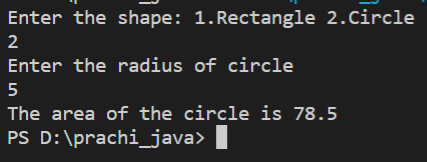 Enter the shape: 1.Rectangle 2.Circle
2
Enter the radius of circle
5
The area of the circle is 78.5
PS D:\prachi_java>